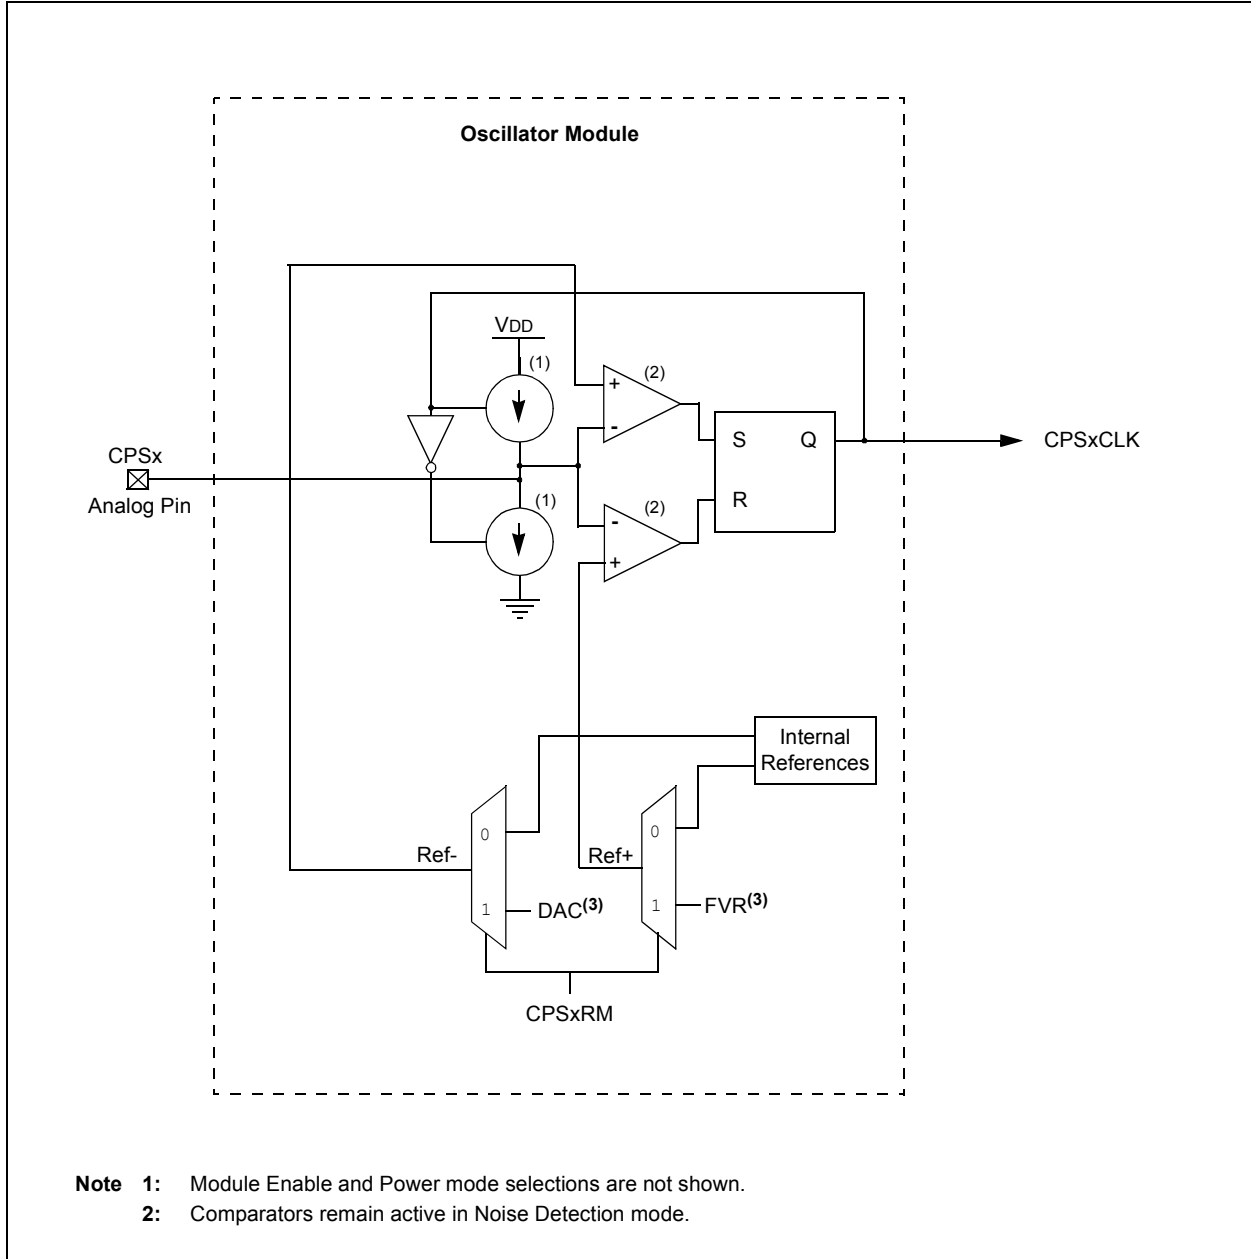 Oscillator Module
VDD
(1)
(2)
+
-
S Q
CPSxCLK
CPSx
Analog Pin
(1)
(2)
R
-
+
Internal
References
0
0
Ref-
Ref+
1
DAC(3)
1
FVR(3)
CPSxRM
Note 1: Module Enable and Power mode selections are not shown.
2: Comparators remain active in Noise Detection mode.